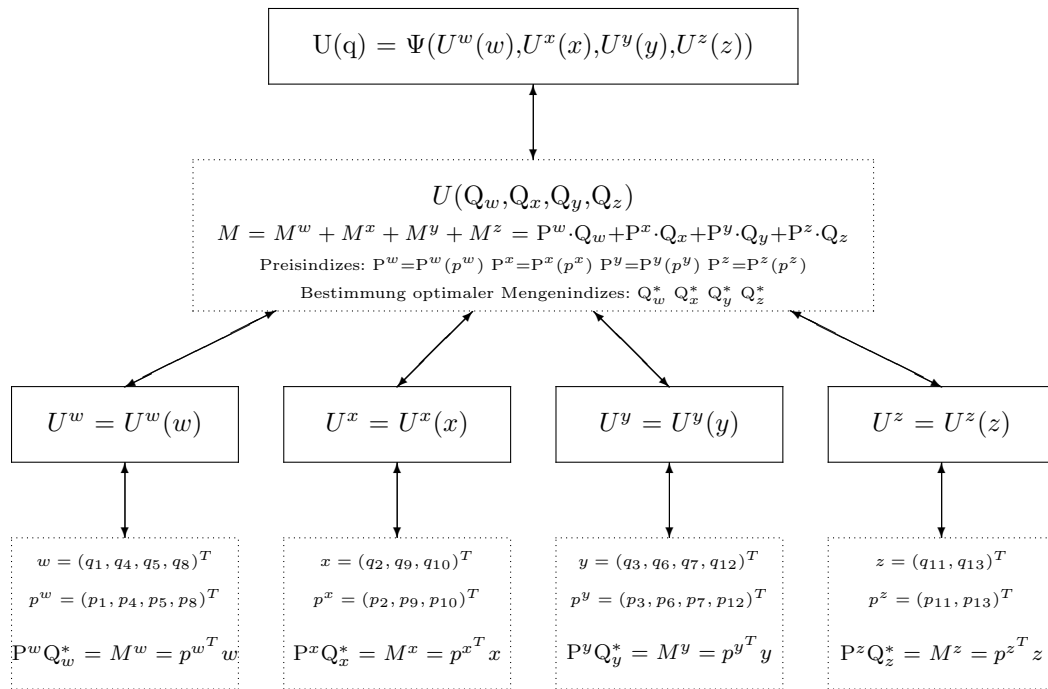 U(q) = Ψ(U^w(w),U^x(x),U^y(y),U^z(z))
U(Q_w,Q_x,Q_y,Q_z)
M = M^w + M^x + M^y + M^z = P^w·Q_w+P^x·Q_x+P^y·Q_y+P^z·Q_z
Preisindizes: P^w=P^w(p^w) P^x=P^x(p^x) P^y=P^y(p^y) P^z=P^z(p^z)
Bestimmung optimaler Mengenindizes: Q_w^* Q_x^* Q_y^* Q_z^*
U^w = U^w(w)
U^x = U^x(x)
U^y = U^y(y)
U^z = U^z(z)
w = (q_1, q_4, q_5, q_8)^T
p^w = (p_1, p_4, p_5, p_8)^T
P^wQ_w^* = M^w = p^{w^T} w
x = (q_2, q_9, q_10)^T
p^x = (p_2, p_9, p_10)^T
P^xQ_x^* = M^x = p^{x^T} x
y = (q_3, q_6, q_7, q_12)^T
p^y = (p_3, p_6, p_7, p_12)^T
P^yQ_y^* = M^y = p^{y^T} y
z = (q_11, q_13)^T
p^z = (p_11, p_13)^T
P^zQ_z^* = M^z = p^{z^T} z